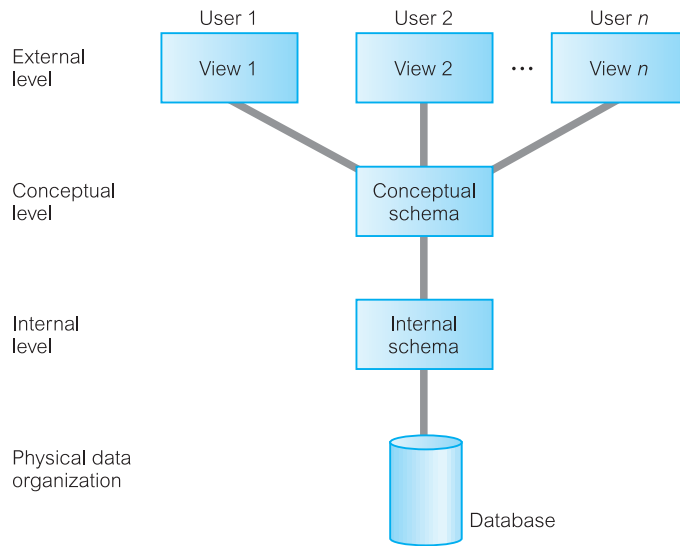 User 1
User 2
User n
External
level
View 1
View 2
...
View n
Conceptual
level
Conceptual
schema
Internal
level
Internal
schema
Physical data
organization
Database